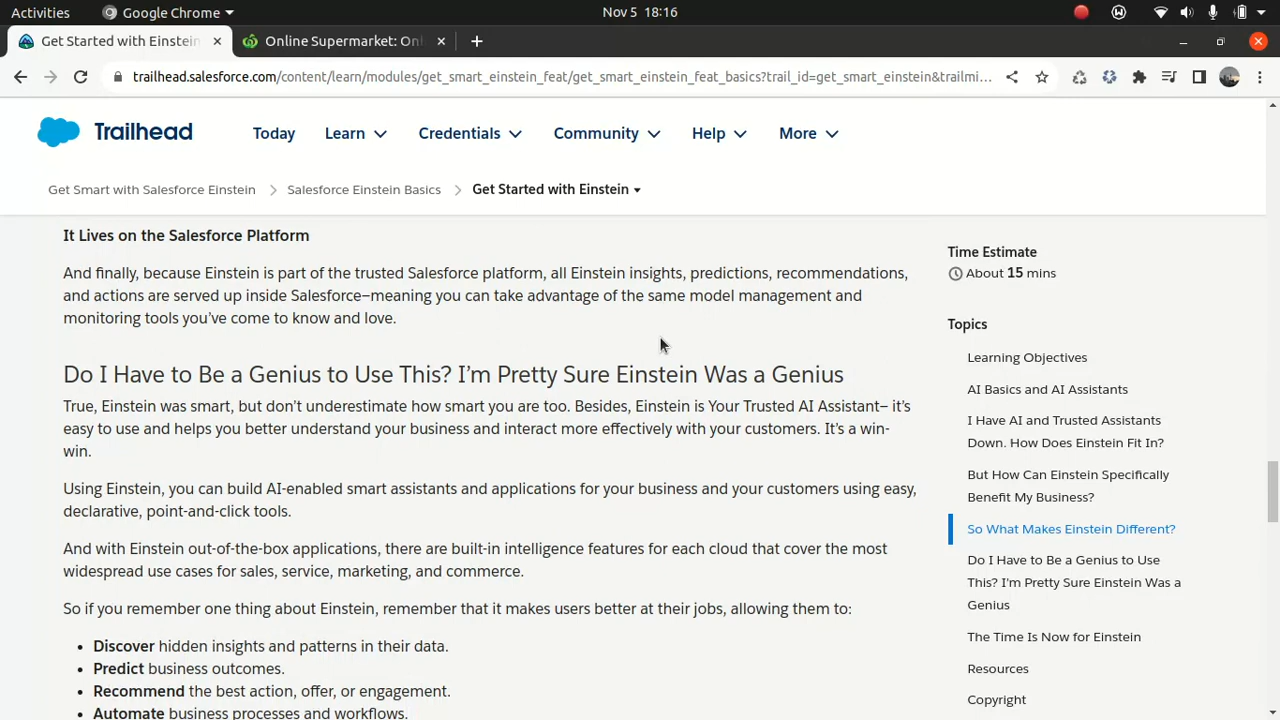 Activities
Google Chrome
Nov 5 18:16
Get Started with Einstein
Online Supermarket: Onl
trailhead.salesforce.com/content/learn/modules/get_smart_einstein_feat/get_smart_einstein_feat_basics?trail_id=get_smart_einstein&trailmi...
Trailhead
Today
Learn
Credentials
Community
Help
More
Get Smart with Salesforce Einstein
Salesforce Einstein Basics
Get Started with Einstein
It Lives on the Salesforce Platform
And finally, because Einstein is part of the trusted Salesforce platform, all Einstein insights, predictions, recommendations,
and actions are served up inside Salesforce—meaning you can take advantage of the same model management and
monitoring tools you’ve come to know and love.
Do I Have to Be a Genius to Use This? I’m Pretty Sure Einstein Was a Genius
True, Einstein was smart, but don’t underestimate how smart you are too. Besides, Einstein is Your Trusted AI Assistant— it’s
easy to use and helps you better understand your business and interact more effectively with your customers. It’s a win-
win.
Using Einstein, you can build AI-enabled smart assistants and applications for your business and your customers using easy,
declarative, point-and-click tools.
And with Einstein out-of-the-box applications, there are built-in intelligence features for each cloud that cover the most
widespread use cases for sales, service, marketing, and commerce.
So if you remember one thing about Einstein, remember that it makes users better at their jobs, allowing them to:
• Discover hidden insights and patterns in their data.
• Predict business outcomes.
• Recommend the best action, offer, or engagement.
• Automate business processes and workflows.
Time Estimate
About 15 mins
Topics
Learning Objectives
AI Basics and AI Assistants
I Have AI and Trusted Assistants
Down. How Does Einstein Fit In?
But How Can Einstein Specifically
Benefit My Business?
So What Makes Einstein Different?
Do I Have to Be a Genius to Use
This? I’m Pretty Sure Einstein Was a
Genius
The Time Is Now for Einstein
Resources
Copyright